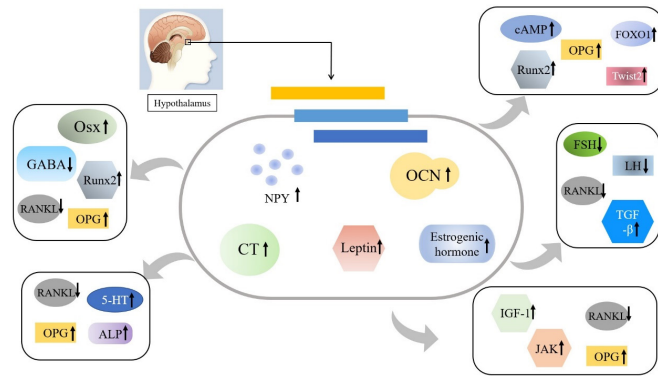 Hypothalamus
cAMP
FOXO1
OPG
Runx2
Twist2
Osx
GABA
Runx2
RANKL
OPG
NPY
OCN
CT
Leptin
Estrogenic
hormone
FSH
LH
RANKL
TGF
-β
RANKL
5-HT
OPG
ALP
IGF-1
RANKL
JAK
OPG